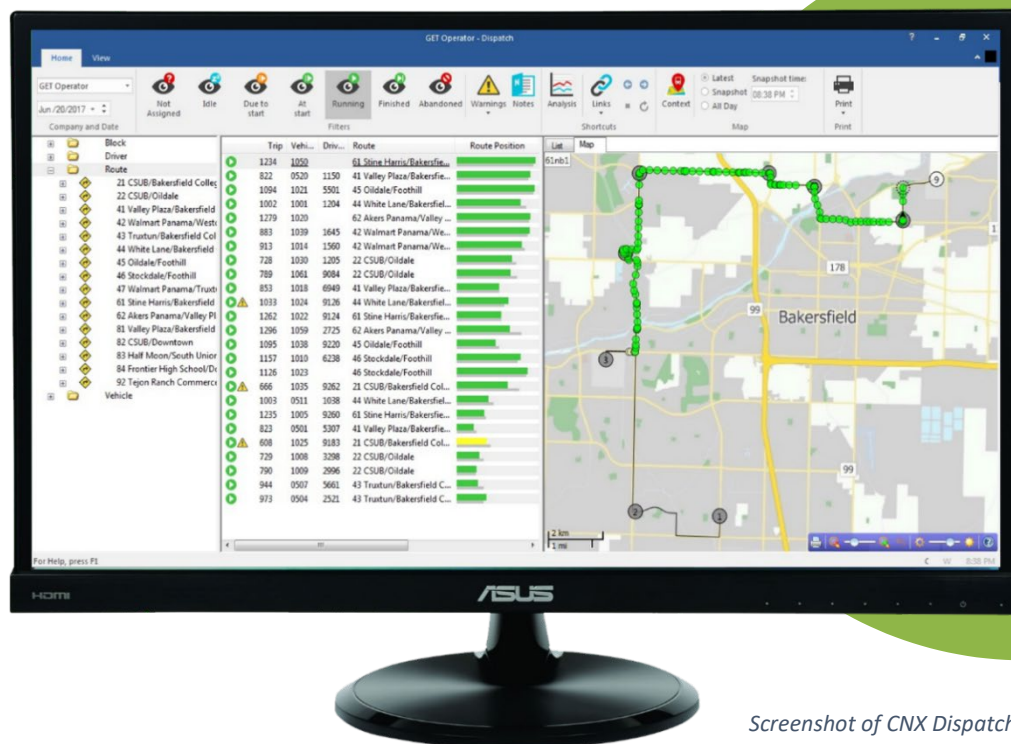 GET Operator - Dispatch
Home View
GET Operator
Jun /20/2017
Company and Date
Not Assigned
Idle
Due to start
At start
Running
Finished
Abandoned
Warnings
Notes
Filters
Analysis
Links
Shortcuts
Context
Latest
Snapshot
All Day
Snapshot time:
08:38 PM
Map
Print
Print
Block
Driver
Route
21 CSUB/Bakersfield Colleg
22 CSUB/Oildale
41 Valley Plaza/Bakersfield
42 Walmart Panama/Westc
43 Truxtun/Bakersfield Col
44 White Lane/Bakersfield
45 Oildale/Foothill
46 Stockdale/Foothill
47 Walmart Panama/Truxtu
61 Stine Harris/Bakersfield
62 Akers Panama/Valley Pl
81 Valley Plaza/Bakersfield
82 CSUB/Downtown
83 Half Moon/South Union
84 Frontier High School/Do
92 Tejon Ranch Commerce
Vehicle
Trip Vehi... Driv... Route Route Position
1234 1050 61 Stine Harris/Bakersfie...
822 0520 1150 41 Valley Plaza/Bakersfie...
1094 1021 5501 45 Oildale/Foothill
1002 1001 1204 44 White Lane/Bakersfiel...
1279 1020 62 Akers Panama/Valley ...
883 1039 1645 42 Walmart Panama/We...
913 1014 1560 42 Walmart Panama/We...
728 1030 1205 22 CSUB/Oildale
789 1061 9084 22 CSUB/Oildale
853 1018 6949 41 Valley Plaza/Bakersfie...
1033 1024 9126 44 White Lane/Bakersfiel...
1262 1022 9124 61 Stine Harris/Bakersfie...
1296 1059 2725 62 Akers Panama/Valley ...
1095 1038 9220 45 Oildale/Foothill
1157 1010 6238 46 Stockdale/Foothill
1126 1023 46 Stockdale/Foothill
666 1035 9262 21 CSUB/Bakersfield Col...
1003 0511 1038 44 White Lane/Bakersfiel...
1235 1005 9260 61 Stine Harris/Bakersfie...
823 0501 5307 41 Valley Plaza/Bakersfie...
608 1025 9183 21 CSUB/Bakersfield Col...
729 1008 3298 22 CSUB/Oildale
790 1009 2996 22 CSUB/Oildale
944 0507 5661 43 Truxtun/Bakersfield C...
973 0504 2521 43 Truxtun/Bakersfield C...
List Map
61nb1
9
178
99
Bakersfield
3
99
2
1
2 km
1 mi
For Help, press F1
C W 8:38 PM
HDMI
ASUS
Screenshot of CNX Dispatch